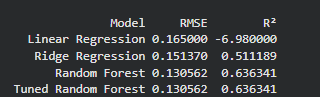 Model RMSE R²
Linear Regression 0.165000 -6.980000
Ridge Regression 0.151370 0.511189
Random Forest 0.130562 0.636341
Tuned Random Forest 0.130562 0.636341